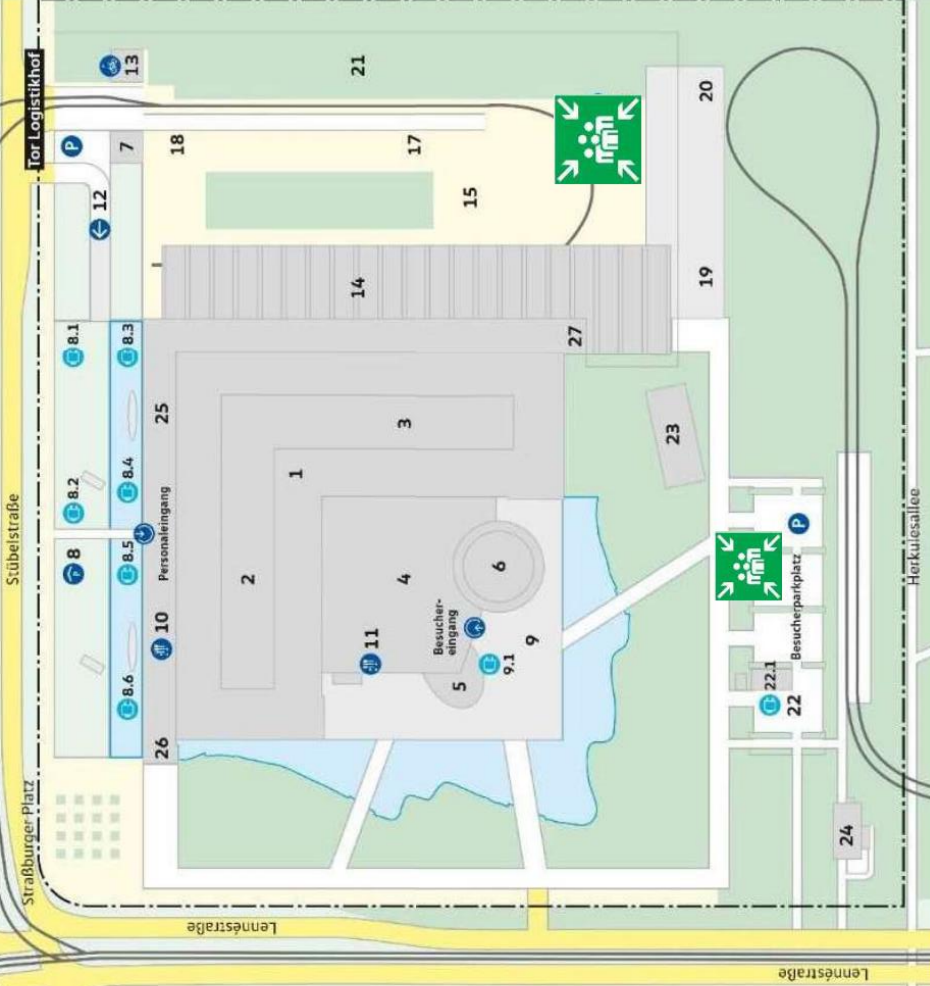 Tor Logistikhof
13
21
20
P
7
18
17
12
15
14
19
27
8.1
8.3
25
3
23
8.2
8.4
1
Stübelstraße
Personaleingang
8
8.5
2
4
6
P
Besucherparkplatz
Herkulesallee
10
11
Besucher-
eingang
9
9.1
5
8.6
22.1
22
26
Straßburger Platz
24
Lennéstraße
Lennéstraße